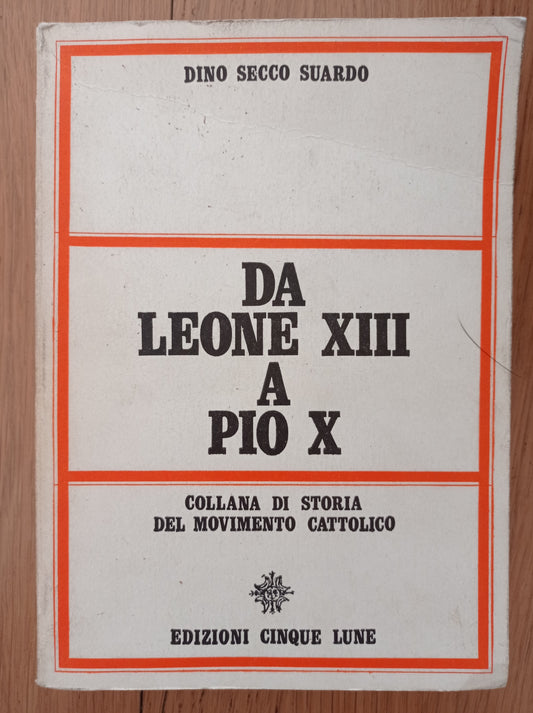 DINO SECCO SUARDO
DA
LEONE XIII
A
PIO X
COLLANA DI STORIA
DEL MOVIMENTO CATTOLICO
EDIZIONI CINQUE LUNE